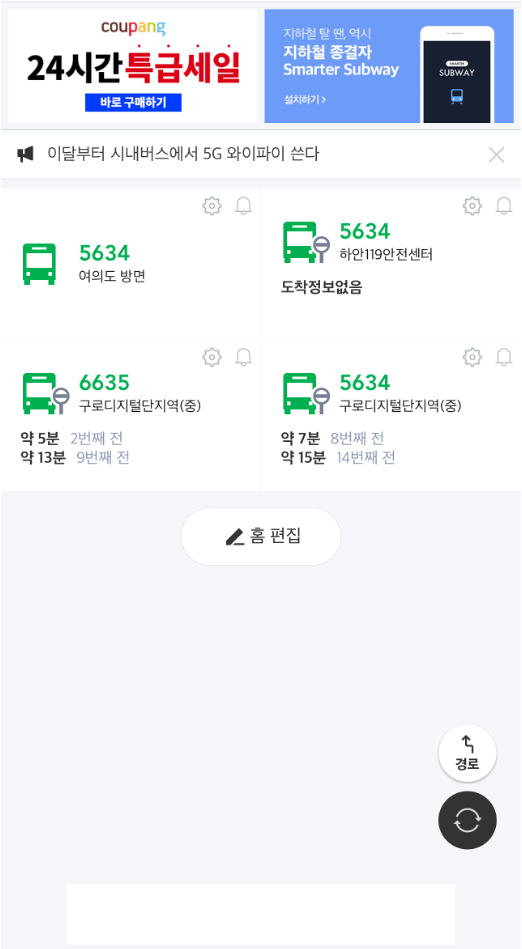 coupang
24시간특급세일
바로 구매하기
지하철 탈 땐, 역시
지하철 종결자
Smarter Subway
설치하기 >
SMARTER
SUBWAY
이달부터 시내버스에서 5G 와이파이 쓴다
5634
여의도 방면
5634
하안119안전센터
도착정보없음
6635
구로디지털단지역(중)
약 5분 2번째 전
약 13분 9번째 전
5634
구로디지털단지역(중)
약 7분 8번째 전
약 15분 14번째 전
홈 편집
경로